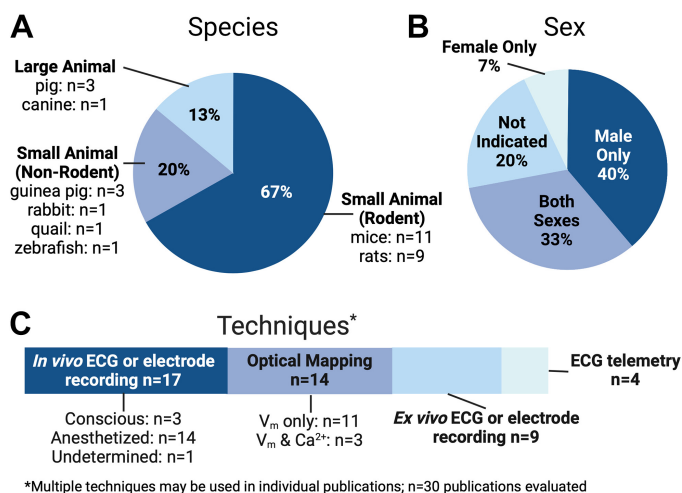 A
Species
Large Animal
pig: n=3
canine: n=1
13%
Small Animal
(Non-Rodent)
guinea pig: n=3
rabbit: n=1
quail: n=1
zebrafish: n=1
20%
67%
Small Animal
(Rodent)
mice: n=11
rats: n=9
B
Sex
Female Only
7%
Not
Indicated
20%
Male
Only
40%
Both
Sexes
33%
C
Techniques*
In vivo ECG or electrode
recording n=17
Optical Mapping
n=14
ECG telemetry
n=4
Conscious: n=3
Anesthetized: n=14
Undetermined: n=1
Vm only: n=11
Vm & Ca²⁺: n=3
Ex vivo ECG or electrode
recording n=9
*Multiple techniques may be used in individual publications; n=30 publications evaluated